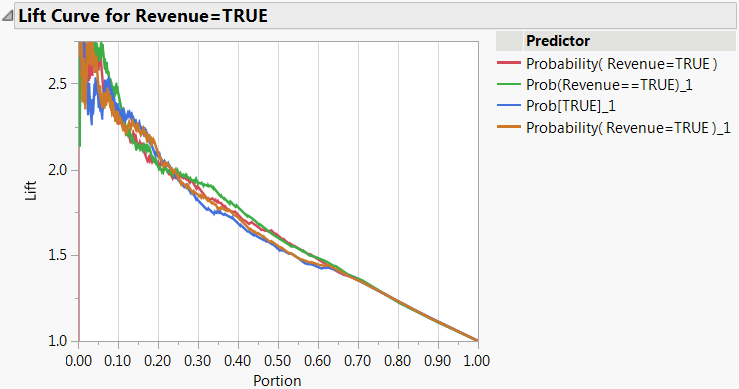 Lift Curve for Revenue=TRUE
Predictor
Probability( Revenue=TRUE )
Prob(Revenue==TRUE)_1
Prob[TRUE]_1
Probability( Revenue=TRUE )_1
2.5
2.0
1.5
1.0
Lift
0.00 0.10 0.20 0.30 0.40 0.50 0.60 0.70 0.80 0.90 1.00
Portion